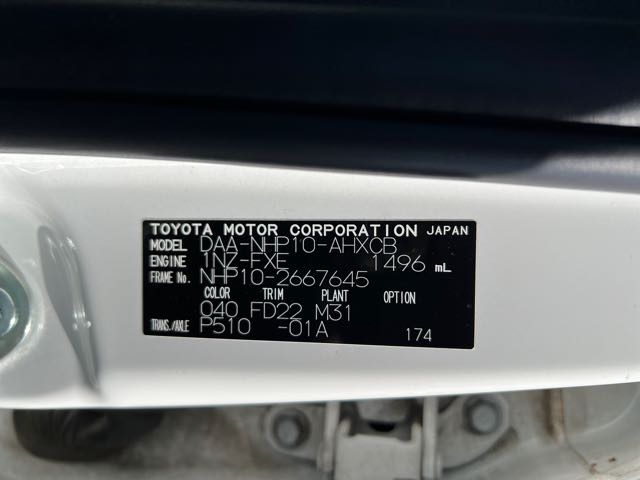 TOYOTA MOTOR CORPORATION JAPAN
MODEL DAA-NHP10-AHXCB
ENGINE 1NZ-FXE 1496 mL
FRAME No. NHP10-2667645
COLOR TRIM PLANT OPTION
040 FD22 M31
TRANS./AXLE P510 -01A 174